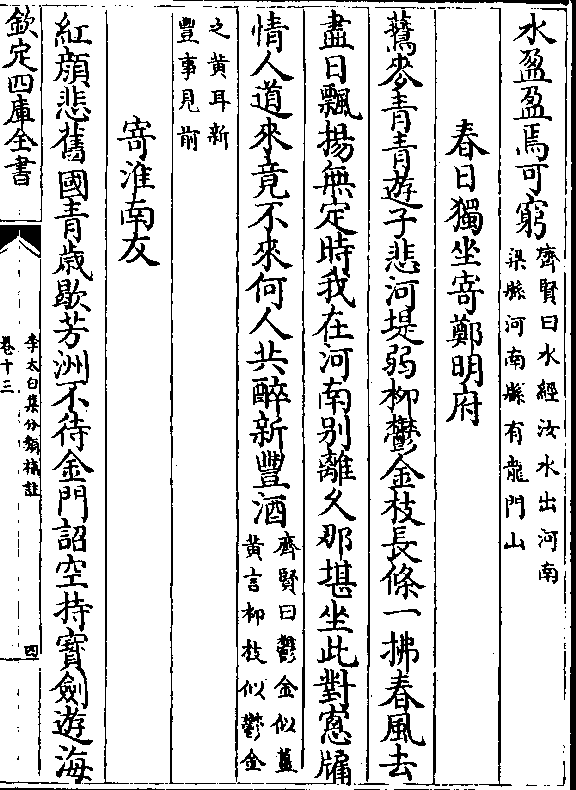 水盈盈焉可窮齊賢曰水經汝水出河南
梁縣河南縣有龍門山
春日獨坐寄鄭明府
鷰麥青青遊子悲河堤弱柳鬱金枝長條一拂春風去
盡日飄揚無定時我在河南别離久那堪坐此對窻牖
情人道來竟不來何人共醉新豐酒齊賢曰鬱金似薑
黄言柳枝似鬱金
之黄耳新
豐事見前
寄淮南友
紅顔悲舊國青歲歇芳洲不待金門詔空持寶劍遊海
欽定四庫全書
李太白集分類補註
卷十三
四